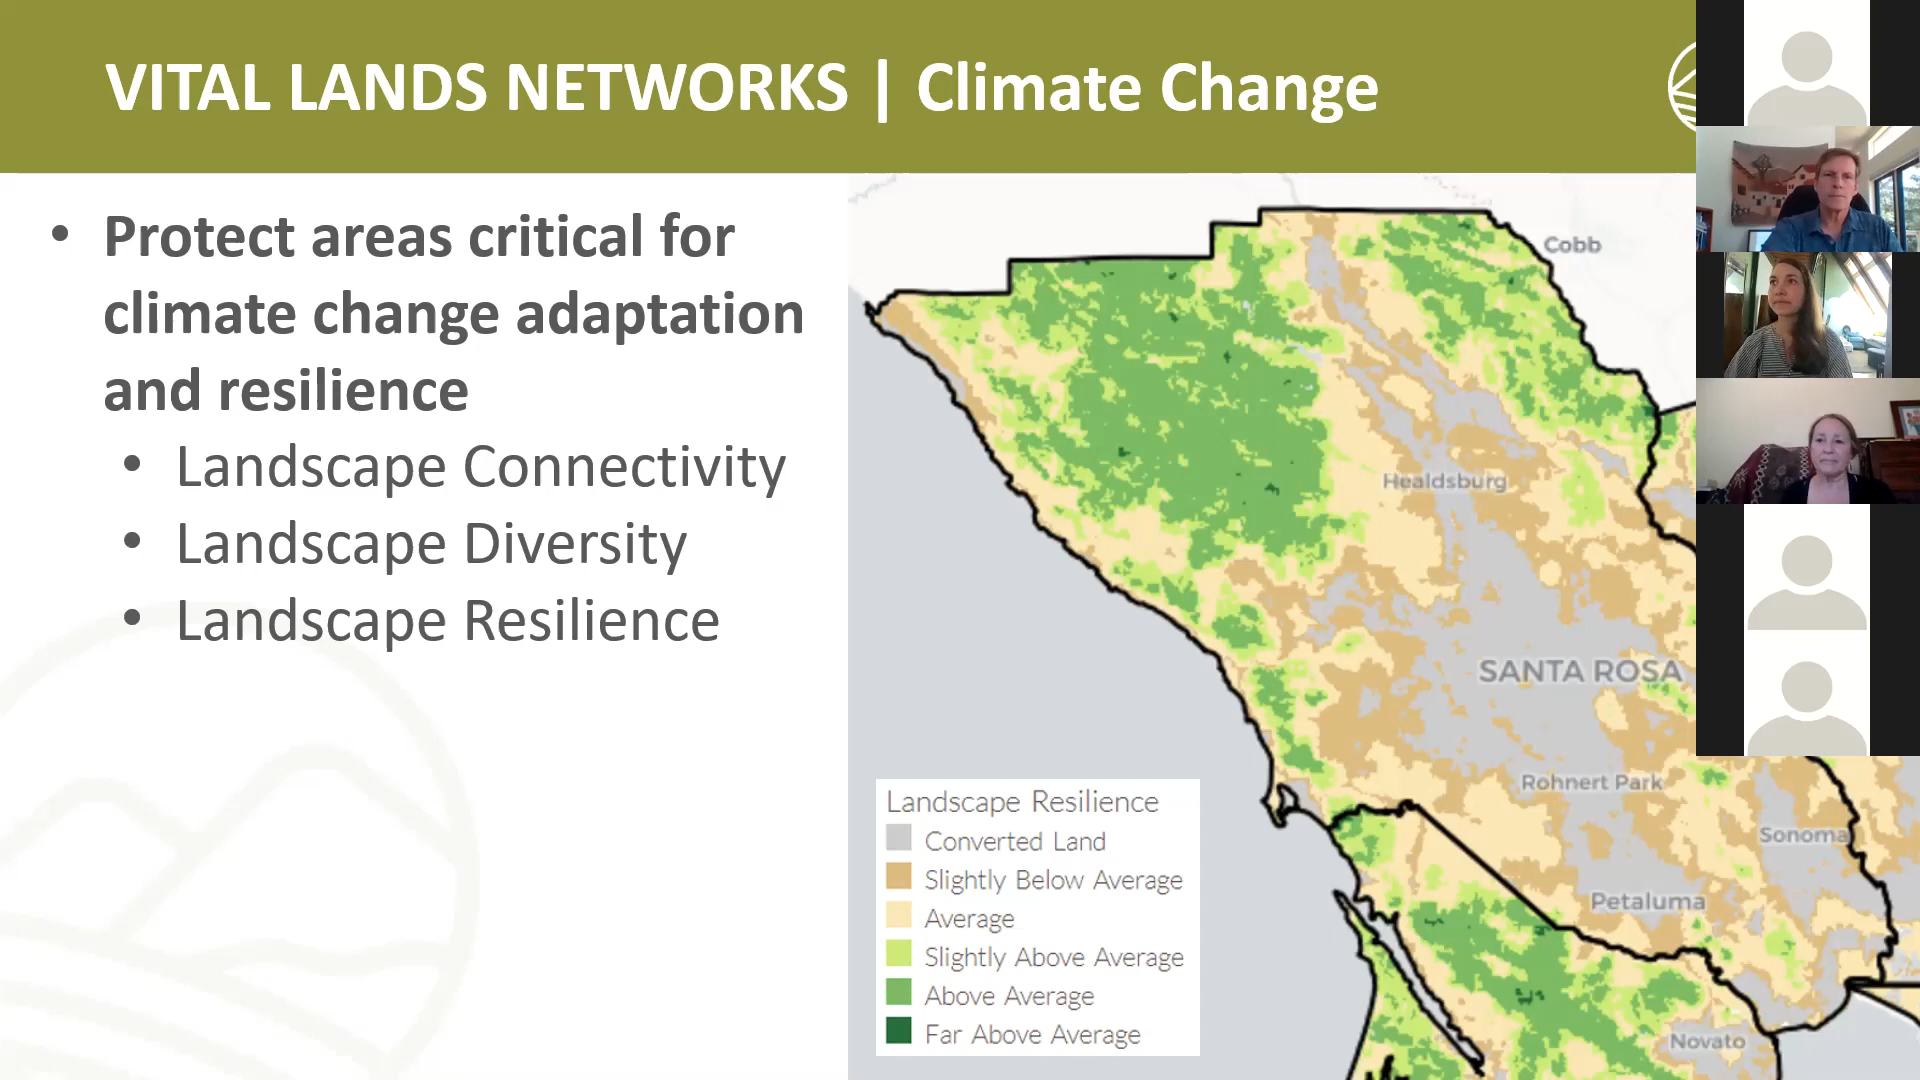 VITAL LANDS NETWORKS | Climate Change
• Protect areas critical for
climate change adaptation
and resilience
• Landscape Connectivity
• Landscape Diversity
• Landscape Resilience
Cobb
Healdsburg
SANTA ROSA
Rohnert Park
Sonoma
Petaluma
Novato
Landscape Resilience
Converted Land
Slightly Below Average
Average
Slightly Above Average
Above Average
Far Above Average